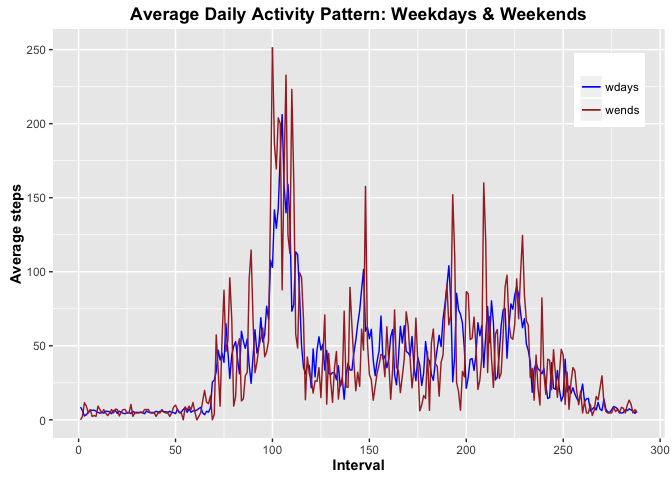 Average Daily Activity Pattern: Weekdays & Weekends
250
200
150
100
50
0
Average steps
wdays
wends
0 50 100 150 200 250 300
Interval